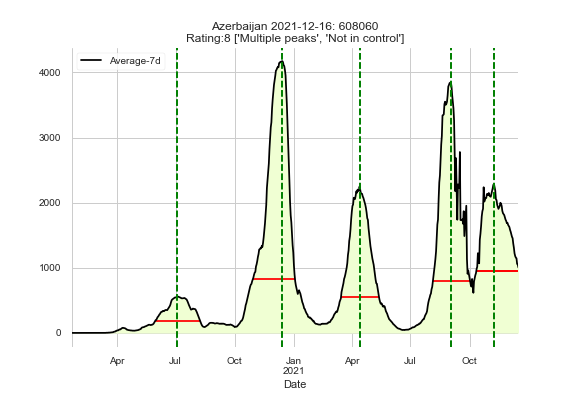 Azerbaijan 2021-12-16: 608060
Rating:8 ['Multiple peaks', 'Not in control']
Average-7d
4000
3000
2000
1000
0
Apr
Jul
Oct
Jan
2021
Apr
Jul
Oct
Date